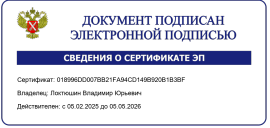 ДОКУМЕНТ ПОДПИСАН
ЭЛЕКТРОННОЙ ПОДПИСЬЮ
СВЕДЕНИЯ О СЕРТИФИКАТЕ ЭП
Сертификат: 018996DD007BB21FA94CD149B920B1B3BF
Владелец: Локтюшин Владимир Юрьевич
Действителен: с 05.02.2025 до 05.05.2026